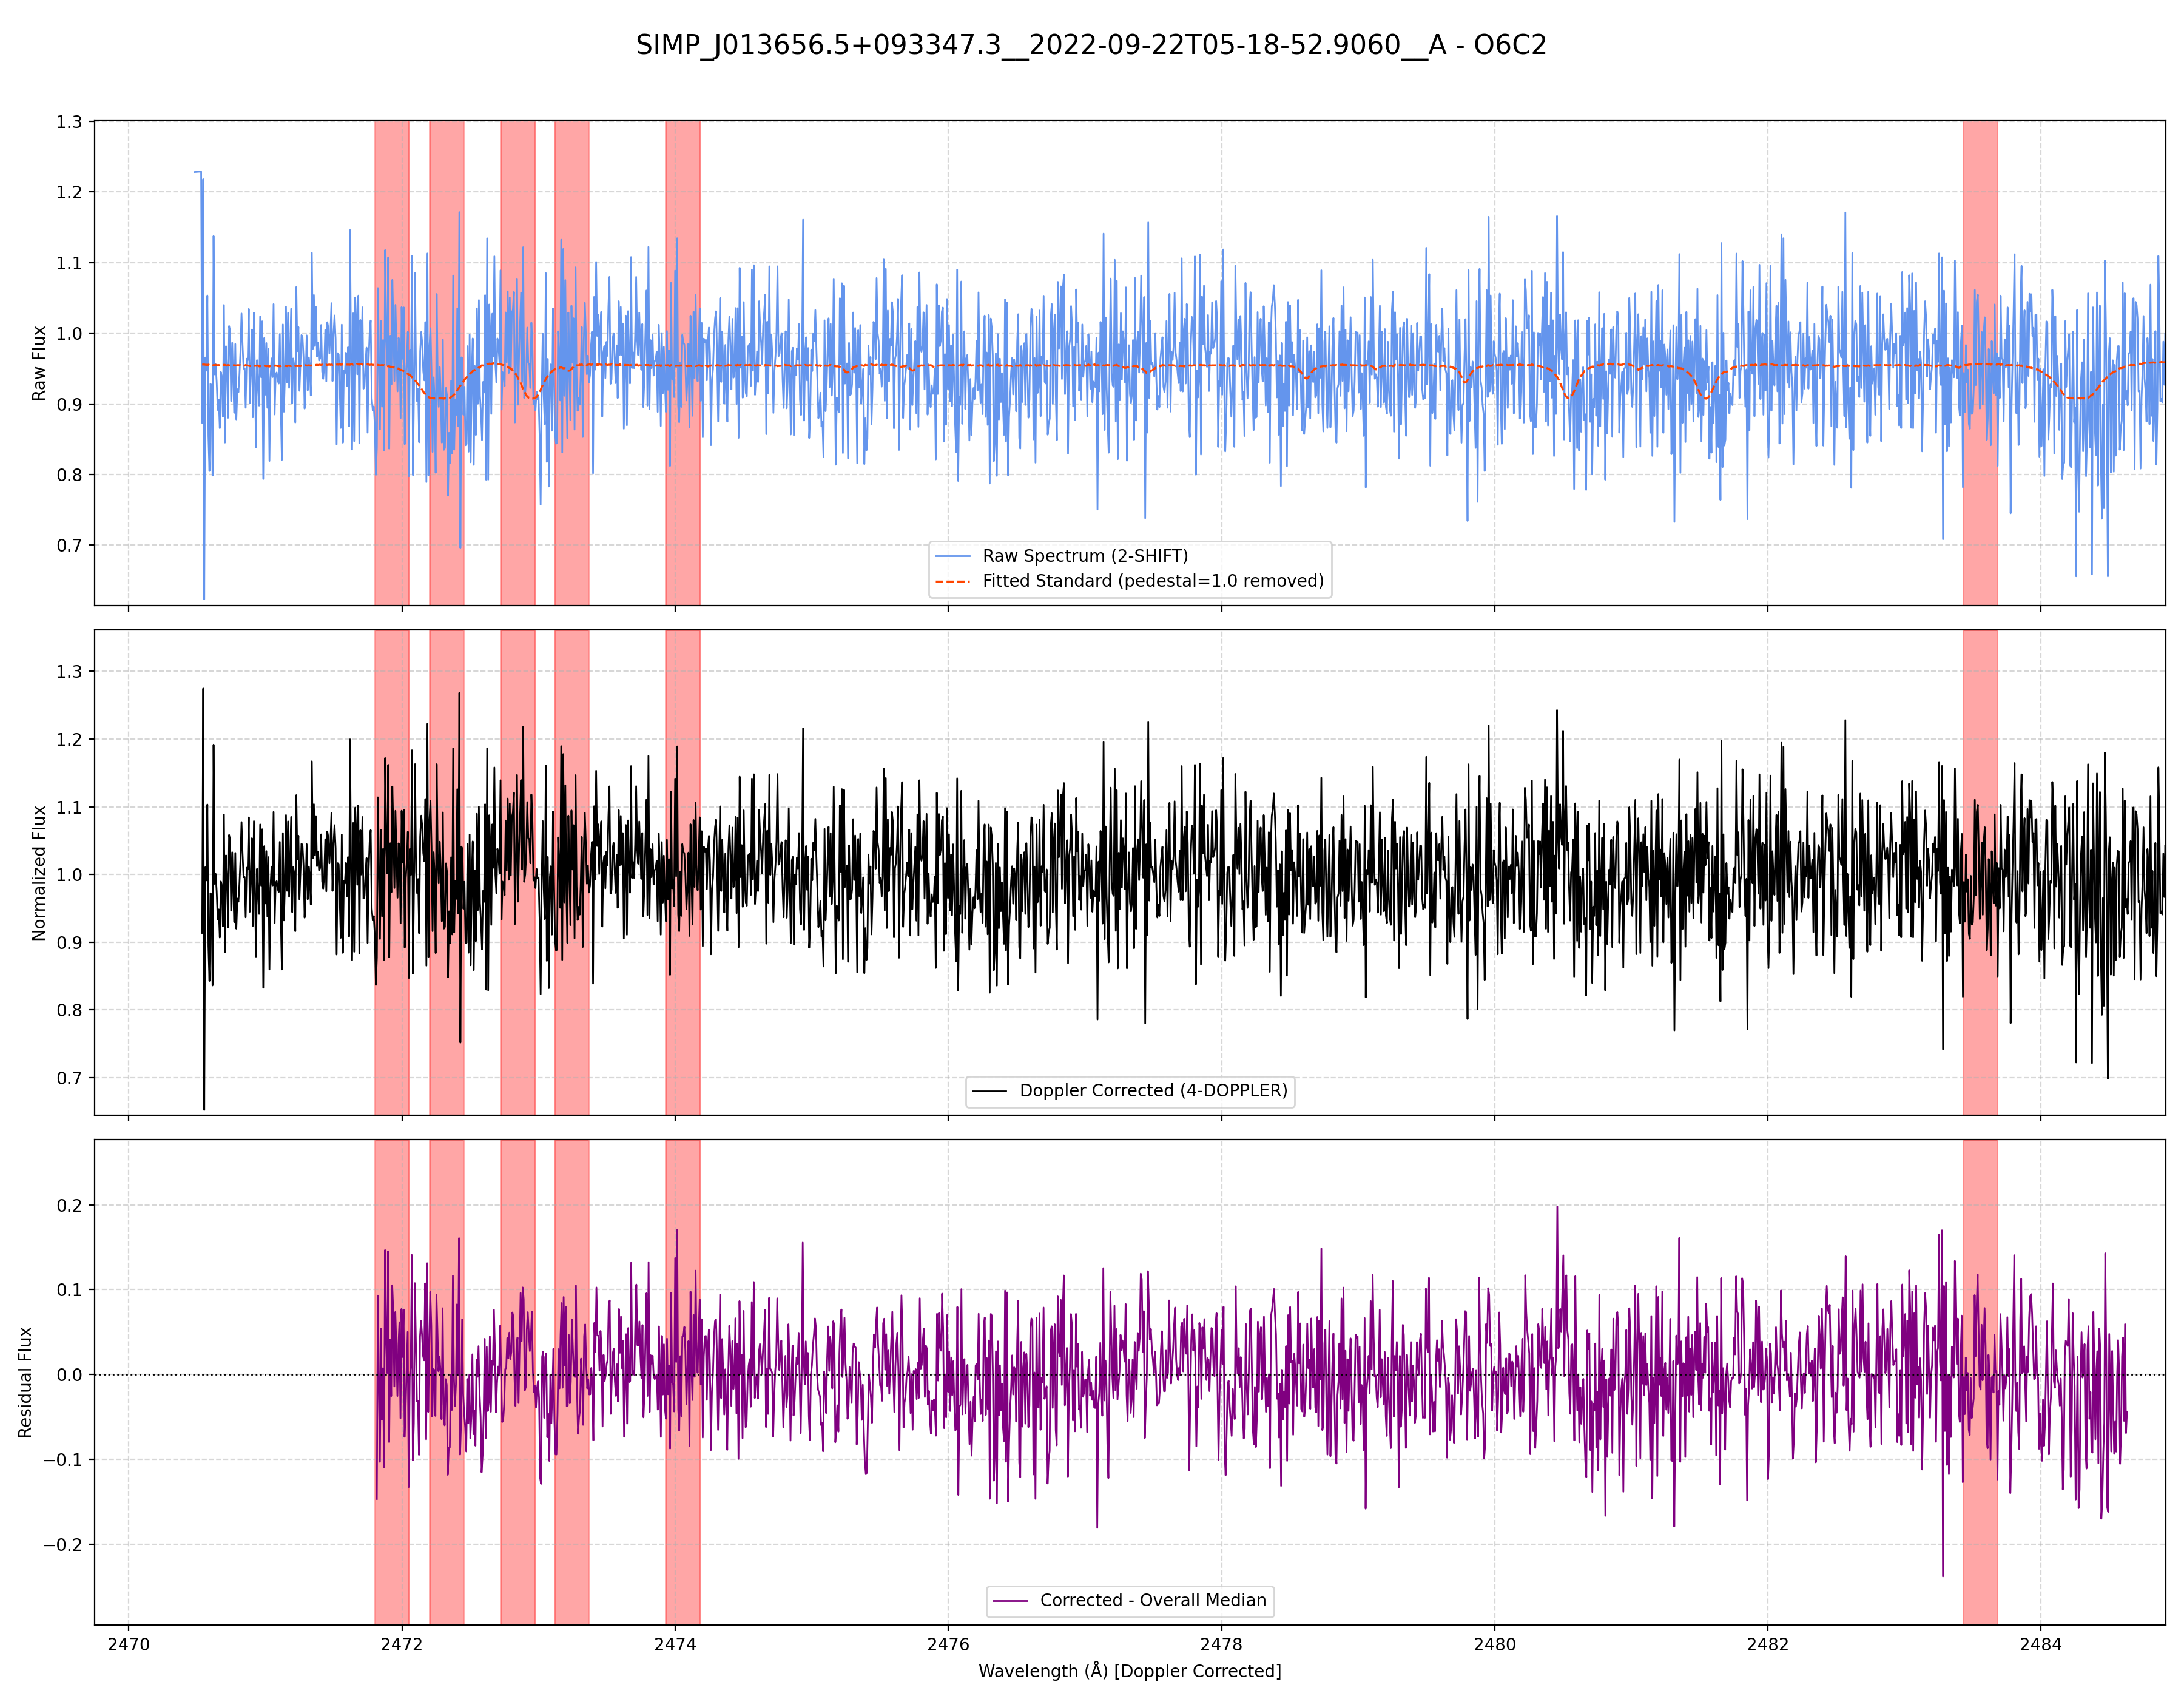 SIMP_J013656.5+093347.3__2022-09-22T05-18-52.9060__A - O6C2
Raw Flux
1.3
1.2
1.1
1.0
0.9
0.8
0.7
Raw Spectrum (2-SHIFT)
Fitted Standard (pedestal=1.0 removed)
Normalized Flux
1.3
1.2
1.1
1.0
0.9
0.8
0.7
Doppler Corrected (4-DOPPLER)
Residual Flux
0.2
0.1
0.0
−0.1
−0.2
Corrected - Overall Median
2470 2472 2474 2476 2478 2480 2482 2484
Wavelength (Å) [Doppler Corrected]